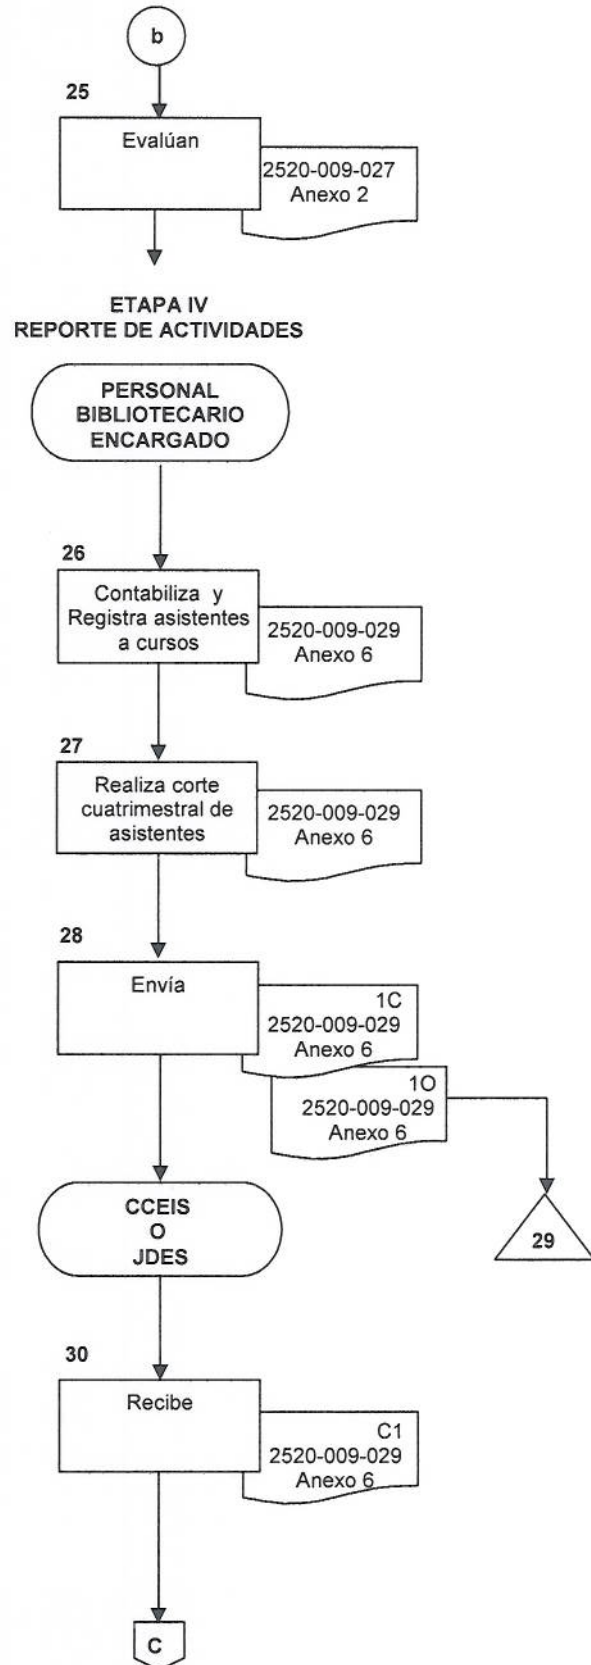 b
25
Evalúan
2520-009-027
Anexo 2
ETAPA IV
REPORTE DE ACTIVIDADES
PERSONAL
BIBLIOTECARIO
ENCARGADO
26
Contabiliza y
Registra asistentes
a cursos
2520-009-029
Anexo 6
27
Realiza corte
cuatrimestral de
asistentes
2520-009-029
Anexo 6
28
Envía
1C
2520-009-029
Anexo 6
1O
2520-009-029
Anexo 6
29
CCEIS
O
JDES
30
Recibe
C1
2520-009-029
Anexo 6
C